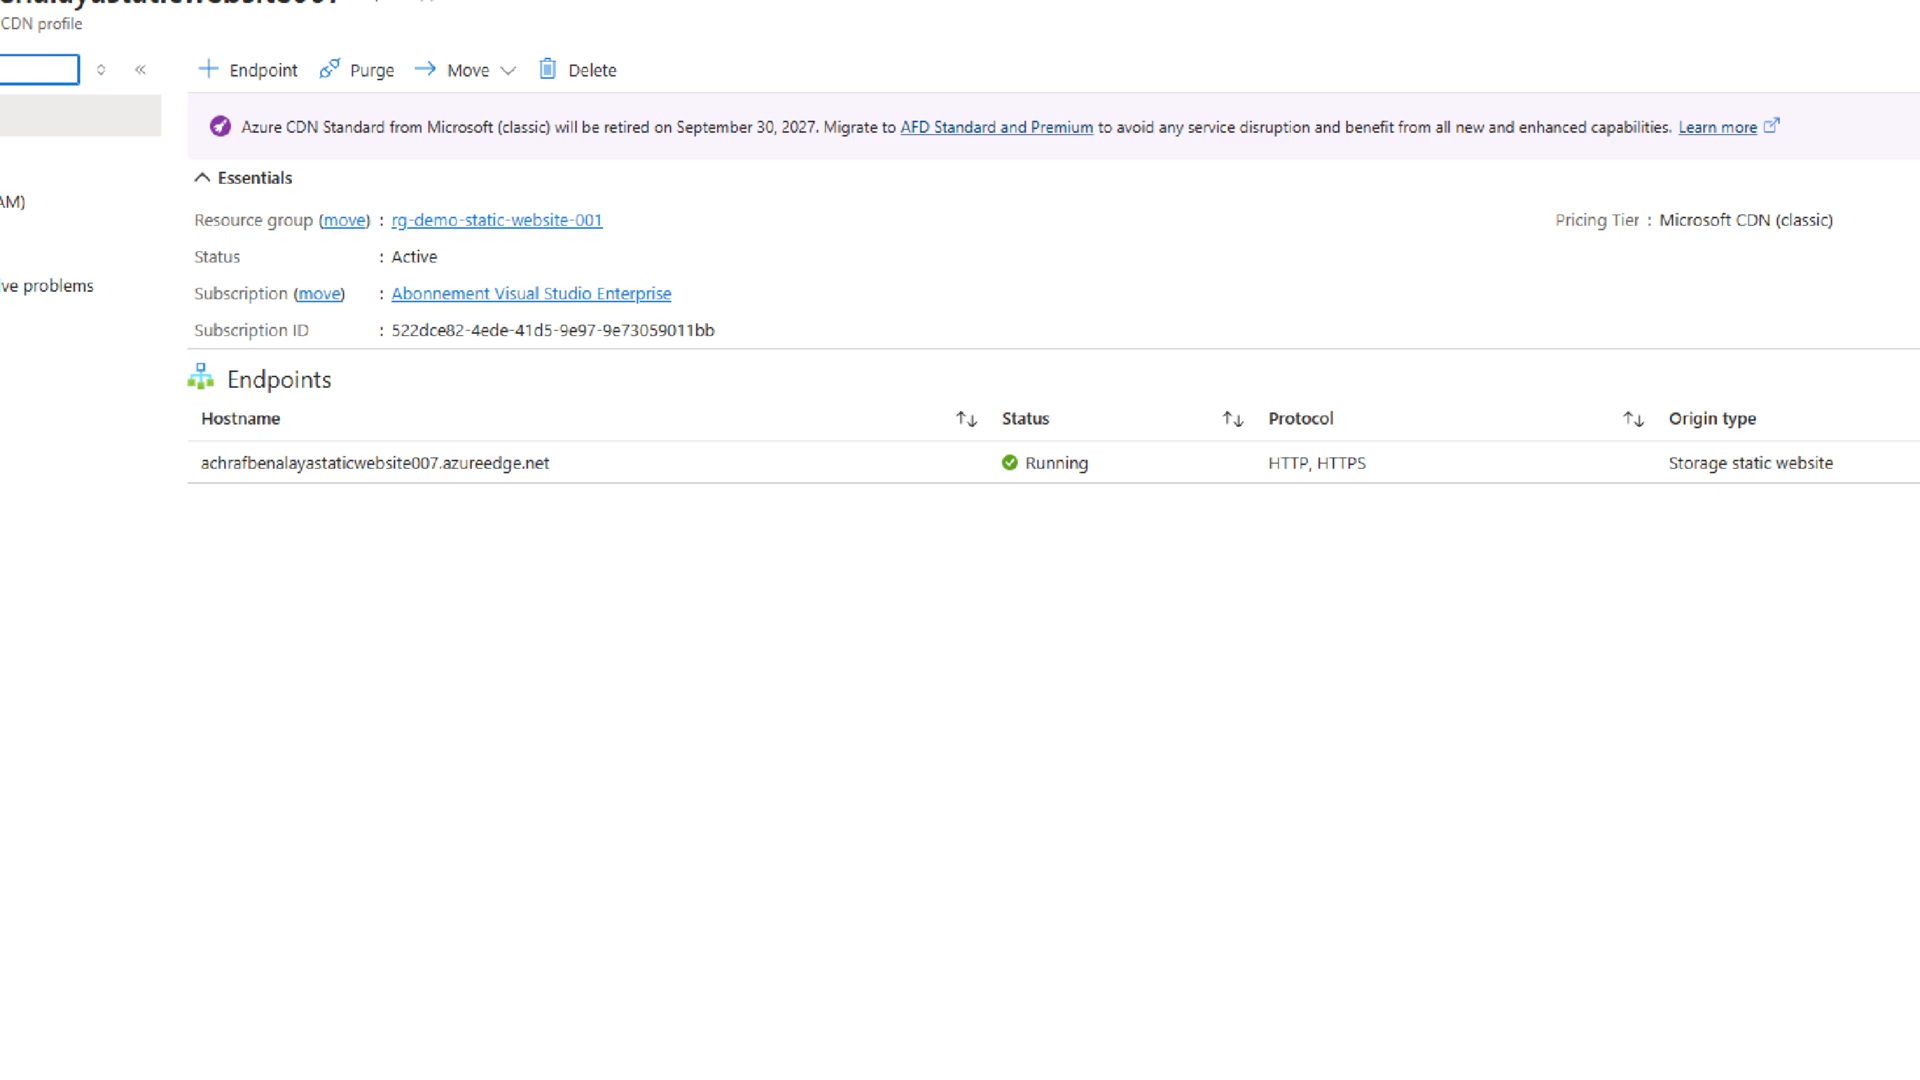 CDN profile
Endpoint Purge Move Delete
Azure CDN Standard from Microsoft (classic) will be retired on September 30, 2027. Migrate to AFD Standard and Premium to avoid any service disruption and benefit from all new and enhanced capabilities. Learn more
Essentials
AM)
Resource group (move) : rg-demo-static-website-001
Pricing Tier : Microsoft CDN (classic)
Status : Active
ve problems
Subscription (move) : Abonnement Visual Studio Enterprise
Subscription ID : 522dce82-4ede-41d5-9e97-9e73059011bb
Endpoints
Hostname Status Protocol Origin type
achrafbenalayastaticwebsite007.azureedge.net Running HTTP, HTTPS Storage static website